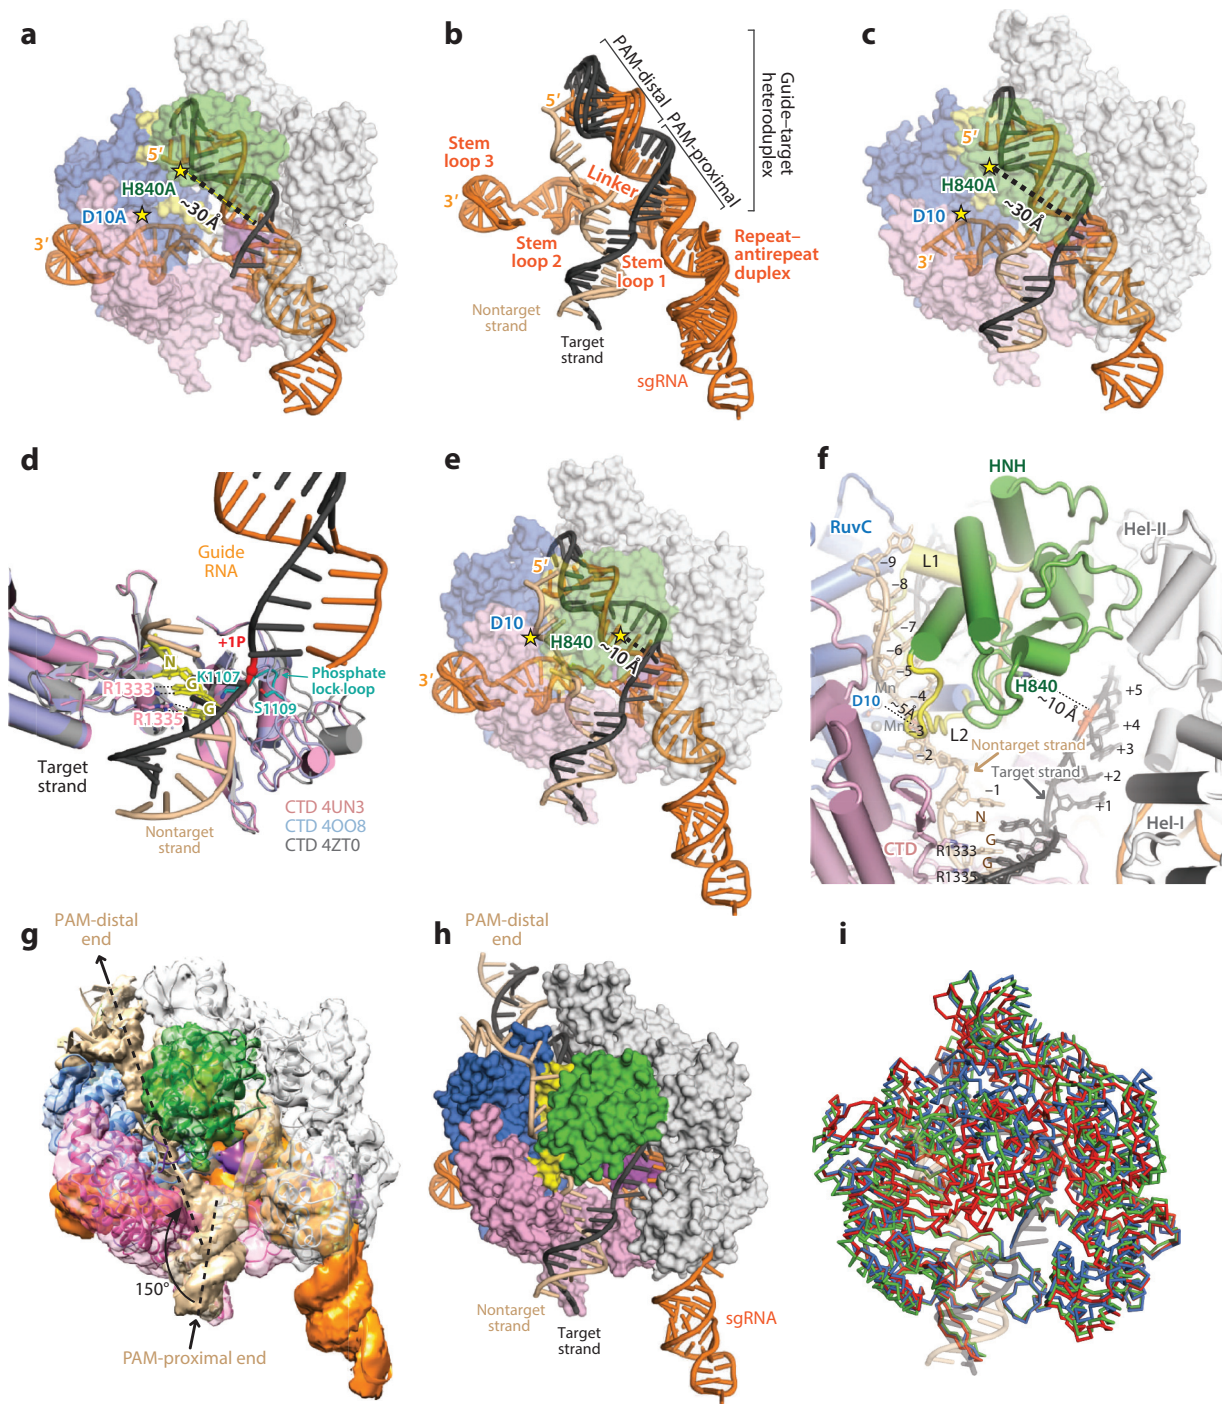 a
5′
H840A
D10A
~30 Å
3′
b
PAM-distal
PAM-proximal
Guide–target
heteroduplex
5′
Stem
loop 3
3′
Linker
Stem
loop 2
Stem
loop 1
Repeat–
antirepeat
duplex
Nontarget
strand
Target
strand
sgRNA
c
5′
H840A
D10
~30 Å
3′
d
Guide
RNA
+1P
N
K1107
G
R1333
G
R1335
Phosphate
lock loop
S1109
Target
strand
Nontarget
strand
CTD 4UN3
CTD 4OO8
CTD 4ZT0
e
5′
D10
H840
~10 Å
3′
f
HNH
RuvC
Hel-II
L1
–9
–8
–7
–6
–5
–4
–3
–2
–1
Mn
D10
~5Å
Mn
L2
H840
~10 Å
+5
+4
+3
+2
+1
Nontarget strand
Target strand
N
G
G
CTD
R1333
R1335
Hel-I
g
PAM-distal
end
150°
PAM-proximal end
h
PAM-distal
end
Nontarget
strand
Target
strand
sgRNA
i